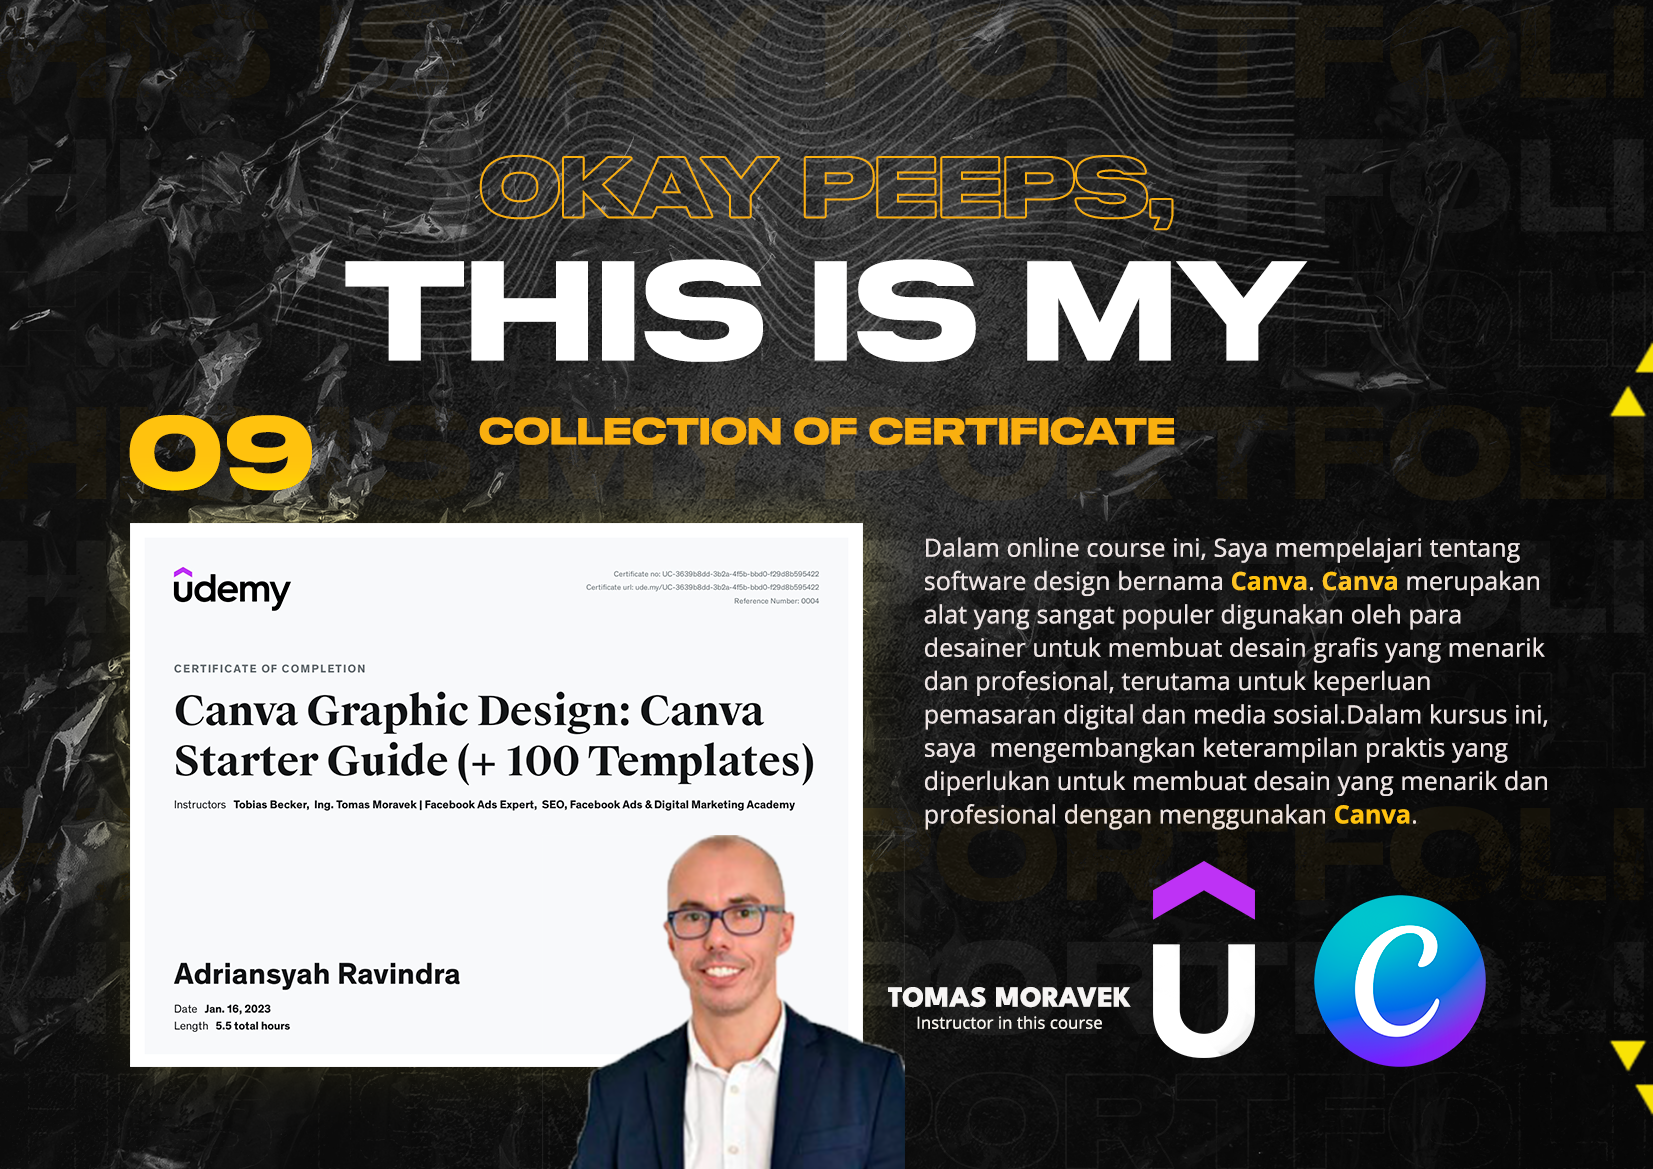 OKAY PEEPS,
THIS IS MY
COLLECTION OF CERTIFICATE
09
udemy
Certificate no: UC-3639b8dd-3b2a-4f5b-bbd0-f29d8b595422
Certificate url: ude.my/UC-3639b8dd-3b2a-4f5b-bbd0-f29d8b595422
Reference Number: 0004
CERTIFICATE OF COMPLETION
Canva Graphic Design: Canva
Starter Guide (+ 100 Templates)
Instructors Tobias Becker, Ing. Tomas Moravek | Facebook Ads Expert, SEO, Facebook Ads & Digital Marketing Academy
Adriansyah Ravindra
Date Jan. 16, 2023
Length 5.5 total hours
Dalam online course ini, Saya mempelajari tentang
software design bernama Canva. Canva merupakan
alat yang sangat populer digunakan oleh para
desainer untuk membuat desain grafis yang menarik
dan profesional, terutama untuk keperluan
pemasaran digital dan media sosial.Dalam kursus ini,
saya  mengembangkan keterampilan praktis yang
diperlukan untuk membuat desain yang menarik dan
profesional dengan menggunakan Canva.
TOMAS MORAVEK
Instructor in this course